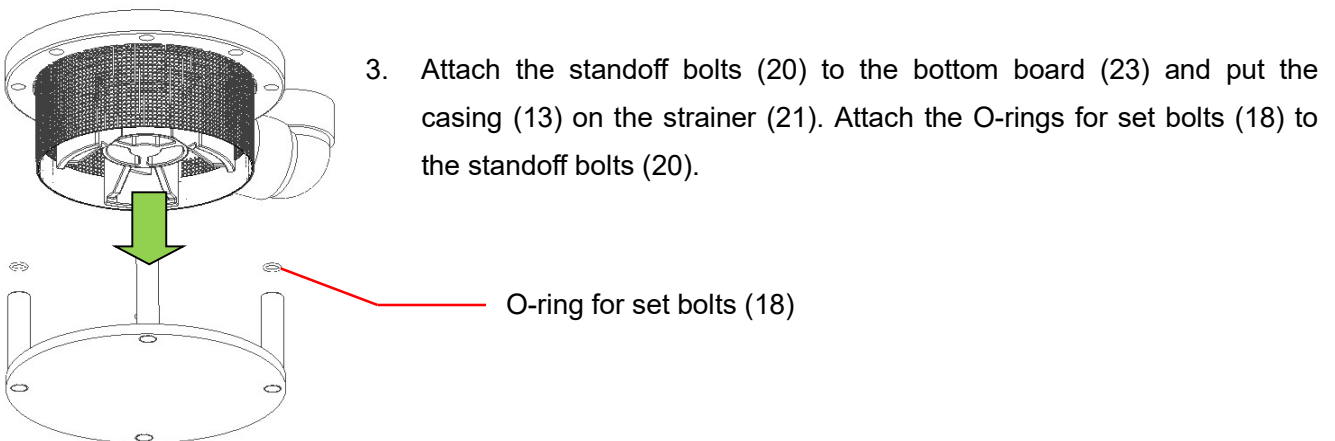 3. Attach the standoff bolts (20) to the bottom board (23) and put the
casing (13) on the strainer (21). Attach the O-rings for set bolts (18) to
the standoff bolts (20).
O-ring for set bolts (18)